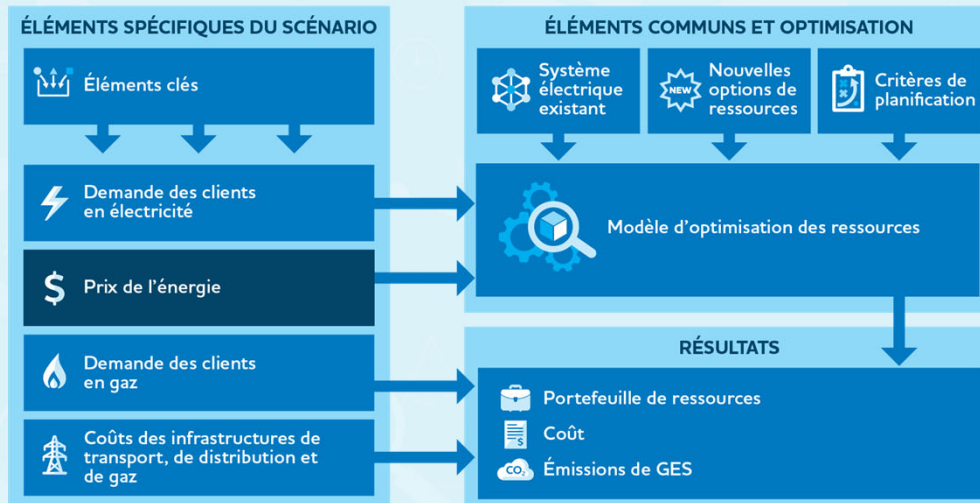 ÉLÉMENTS SPÉCIFIQUES DU SCÉNARIO
Éléments clés
Demande des clients
en électricité
$
Prix de l’énergie
Demande des clients
en gaz
Coûts des infrastructures de
transport, de distribution et
de gaz
ÉLÉMENTS COMMUNS ET OPTIMISATION
Système
électrique
existant
NEW
Nouvelles
options de
ressources
Critères de
planification
Modèle d’optimisation des ressources
RÉSULTATS
Portefeuille de ressources
$
Coût
CO₂
Émissions de GES